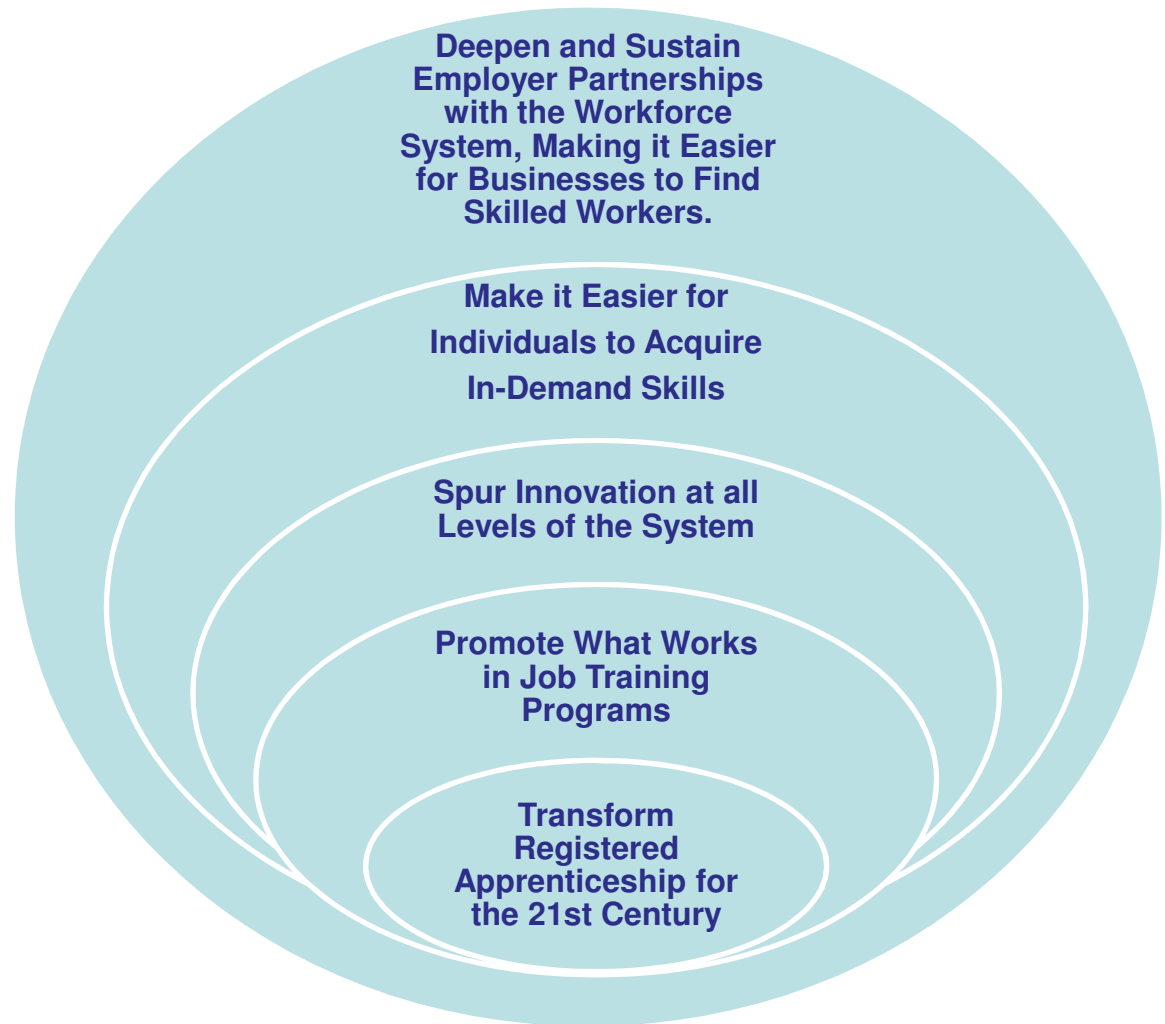 Deepen and Sustain
Employer Partnerships
with the Workforce
System, Making it Easier
for Businesses to Find
Skilled Workers.
Make it Easier for
Individuals to Acquire
In-Demand Skills
Spur Innovation at all
Levels of the System
Promote What Works
in Job Training
Programs
Transform
Registered
Apprenticeship for
the 21st Century